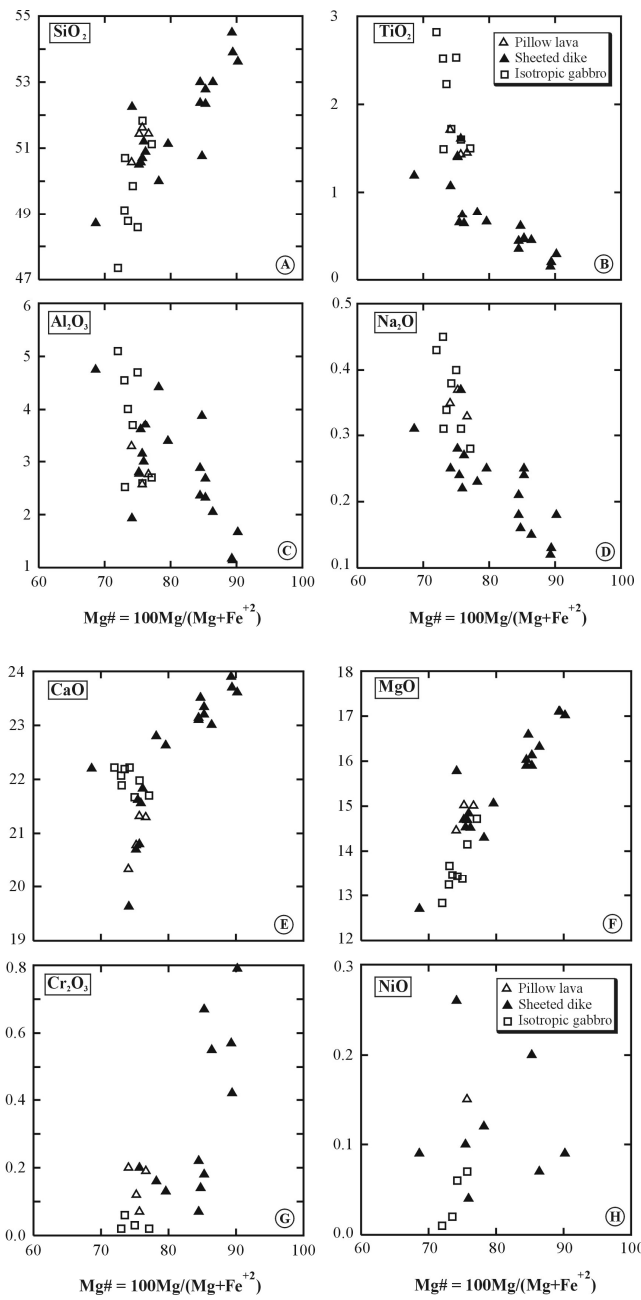 55
53
51
49
47
SiO₂
A
3
2
1
0
TiO₂
Pillow lava
Sheeted dike
Isotropic gabbro
B
6
5
4
3
2
1
Al₂O₃
C
60 70 80 90 100
Mg# = 100Mg/(Mg+Fe⁺²)
0.5
0.4
0.3
0.2
0.1
Na₂O
D
60 70 80 90 100
Mg# = 100Mg/(Mg+Fe⁺²)
24
23
22
21
20
19
CaO
E
18
17
16
15
14
13
12
MgO
F
0.8
0.6
0.4
0.2
0.0
Cr₂O₃
G
60 70 80 90 100
Mg# = 100Mg/(Mg+Fe⁺²)
0.3
0.2
0.1
0.0
NiO
Pillow lava
Sheeted dike
Isotropic gabbro
H
60 70 80 90 100
Mg# = 100Mg/(Mg+Fe⁺²)